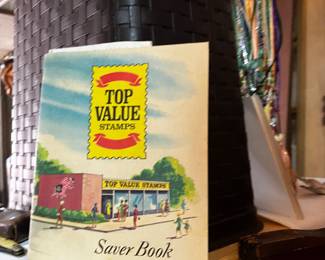 TOP
VALUE
STAMPS
TOP VALUE STAMPS
Saver Book